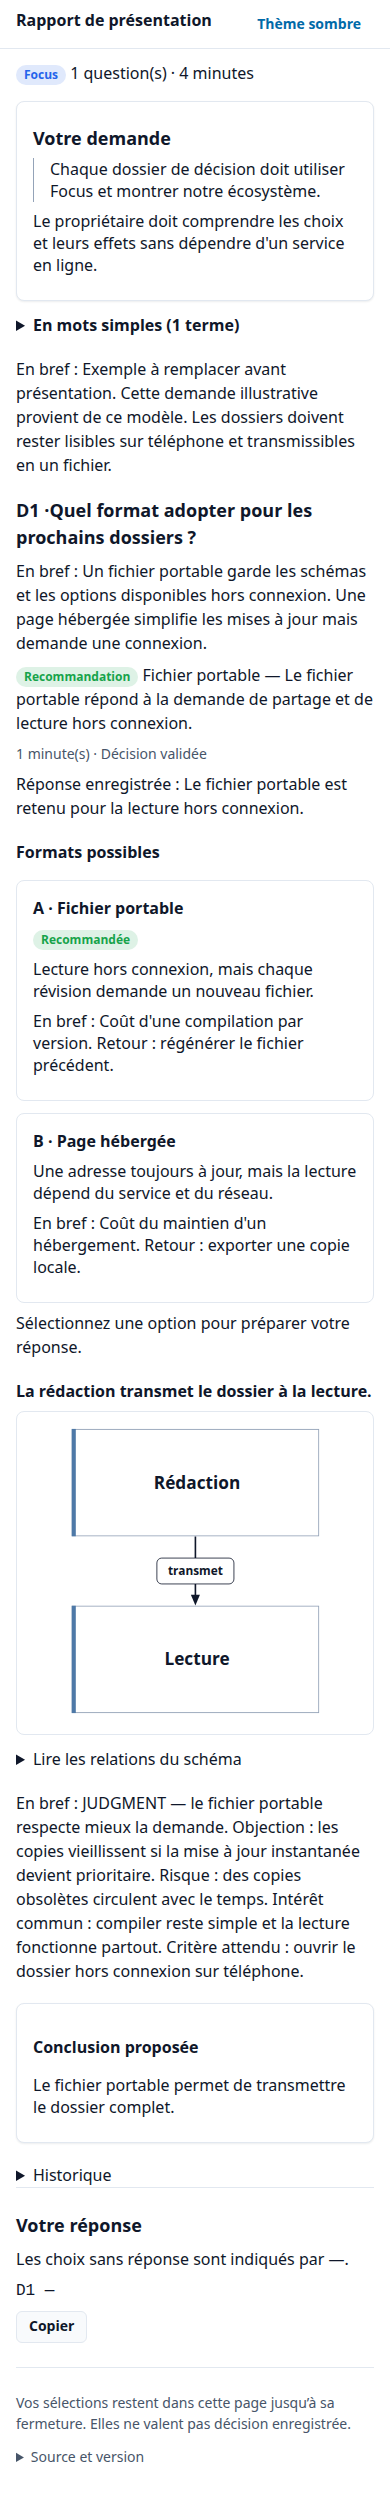 Rapport de présentation
Thème sombre
Focus 1 question(s) · 4 minutes
Votre demande
Chaque dossier de décision doit utiliser
Focus et montrer notre écosystème.
Le propriétaire doit comprendre les choix
et leurs effets sans dépendre d'un service
en ligne.
▶ En mots simples (1 terme)
En bref : Exemple à remplacer avant
présentation. Cette demande illustrative
provient de ce modèle. Les dossiers doivent
rester lisibles sur téléphone et transmissibles
en un fichier.
D1 ·Quel format adopter pour les
prochains dossiers ?
En bref : Un fichier portable garde les schémas
et les options disponibles hors connexion. Une
page hébergée simplifie les mises à jour mais
demande une connexion.
Recommandation Fichier portable — Le fichier
portable répond à la demande de partage et de
lecture hors connexion.
1 minute(s) · Décision validée
Réponse enregistrée : Le fichier portable est
retenu pour la lecture hors connexion.
Formats possibles
A · Fichier portable
Recommandée
Lecture hors connexion, mais chaque
révision demande un nouveau fichier.
En bref : Coût d'une compilation par
version. Retour : régénérer le fichier
précédent.
B · Page hébergée
Une adresse toujours à jour, mais la lecture
dépend du service et du réseau.
En bref : Coût du maintien d'un
hébergement. Retour : exporter une copie
locale.
Sélectionnez une option pour préparer votre
réponse.
La rédaction transmet le dossier à la lecture.
Rédaction
transmet
Lecture
▶ Lire les relations du schéma
En bref : JUDGMENT — le fichier portable
respecte mieux la demande. Objection : les
copies vieillissent si la mise à jour instantanée
devient prioritaire. Risque : des copies
obsolètes circulent avec le temps. Intérêt
commun : compiler reste simple et la lecture
fonctionne partout. Critère attendu : ouvrir le
dossier hors connexion sur téléphone.
Conclusion proposée
Le fichier portable permet de transmettre
le dossier complet.
▶ Historique
Votre réponse
Les choix sans réponse sont indiqués par —.
D1 —
Copier
Vos sélections restent dans cette page jusqu'à sa
fermeture. Elles ne valent pas décision enregistrée.
▶ Source et version